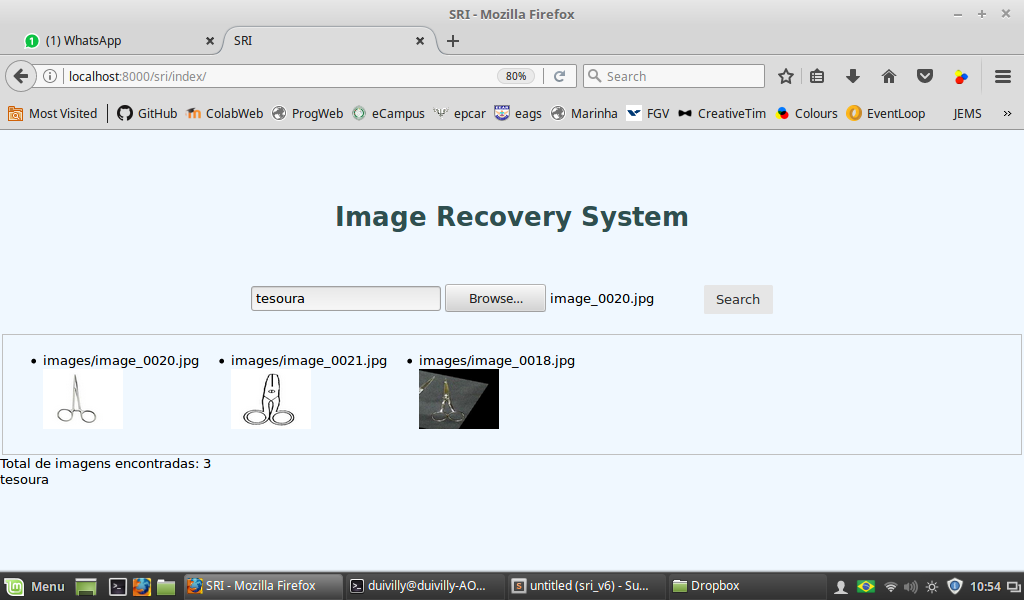 SRI - Mozilla Firefox
1 (1) WhatsApp
SRI
localhost:8000/sri/index/ 80% Search
Most Visited GitHub ColabWeb ProgWeb eCampus epcar eags Marinha FGV CreativeTim Colours EventLoop JEMS »
Image Recovery System
tesoura Browse... image_0020.jpg Search
• images/image_0020.jpg • images/image_0021.jpg • images/image_0018.jpg
Total de imagens encontradas: 3
tesoura
Menu SRI - Mozilla Firefox duivilly@duivilly-AO... untitled (sri_v6) - Su... Dropbox 10:54